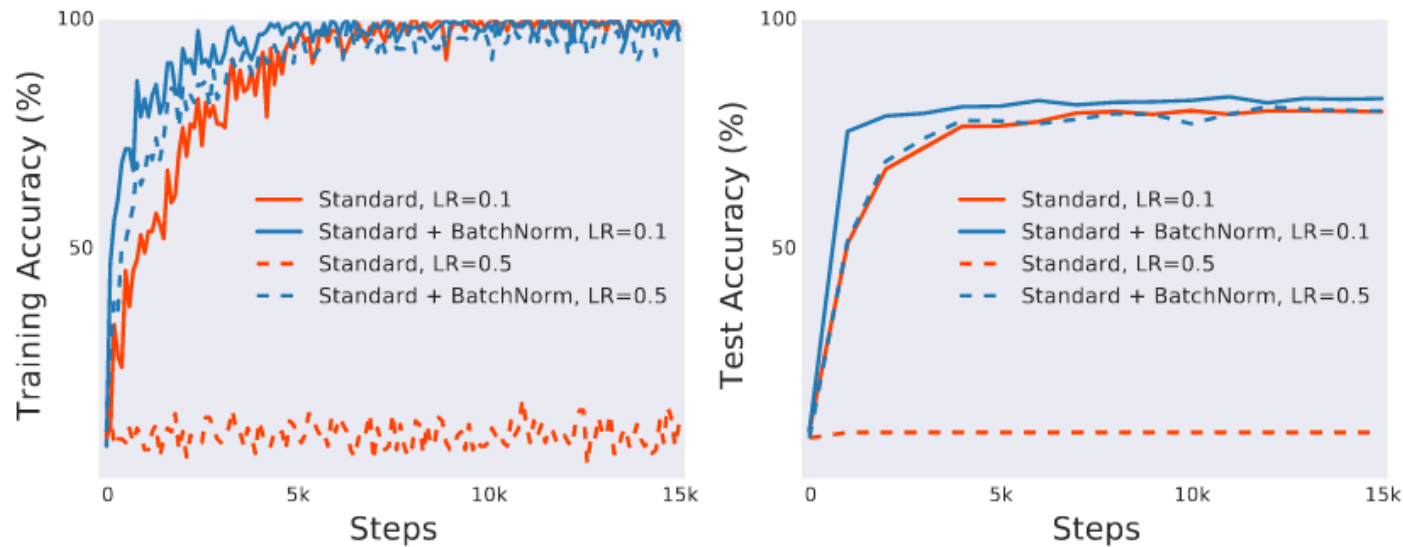 100
50
Training Accuracy (%)
Standard, LR=0.1
Standard + BatchNorm, LR=0.1
Standard, LR=0.5
Standard + BatchNorm, LR=0.5
0 5k 10k 15k
Steps
100
50
Test Accuracy (%)
Standard, LR=0.1
Standard + BatchNorm, LR=0.1
Standard, LR=0.5
Standard + BatchNorm, LR=0.5
0 5k 10k 15k
Steps